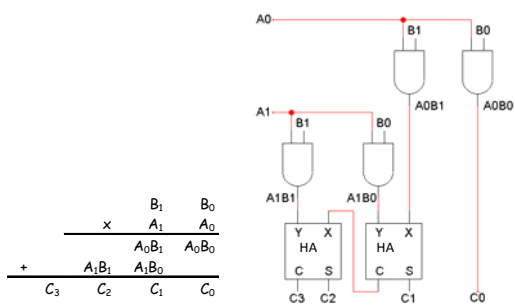 B₁ B₀
x A₁ A₀
A₀B₁ A₀B₀
+ A₁B₁ A₁B₀
C₃ C₂ C₁ C₀
A0
B1 B0
A0B1 A0B0
A1
B1 B0
A1B1 A1B0
Y X Y X
HA HA
C S C S
C3 C2 C1 C0